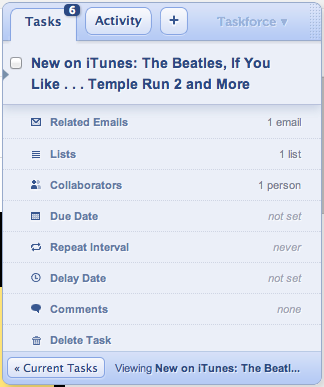 Tasks 6 Activity + Taskforce ▾
New on iTunes: The Beatles, If You
Like . . . Temple Run 2 and More
Related Emails 1 email
Lists 1 list
Collaborators 1 person
Due Date not set
Repeat Interval never
Delay Date not set
Comments none
Delete Task
« Current Tasks Viewing New on iTunes: The Beatl...